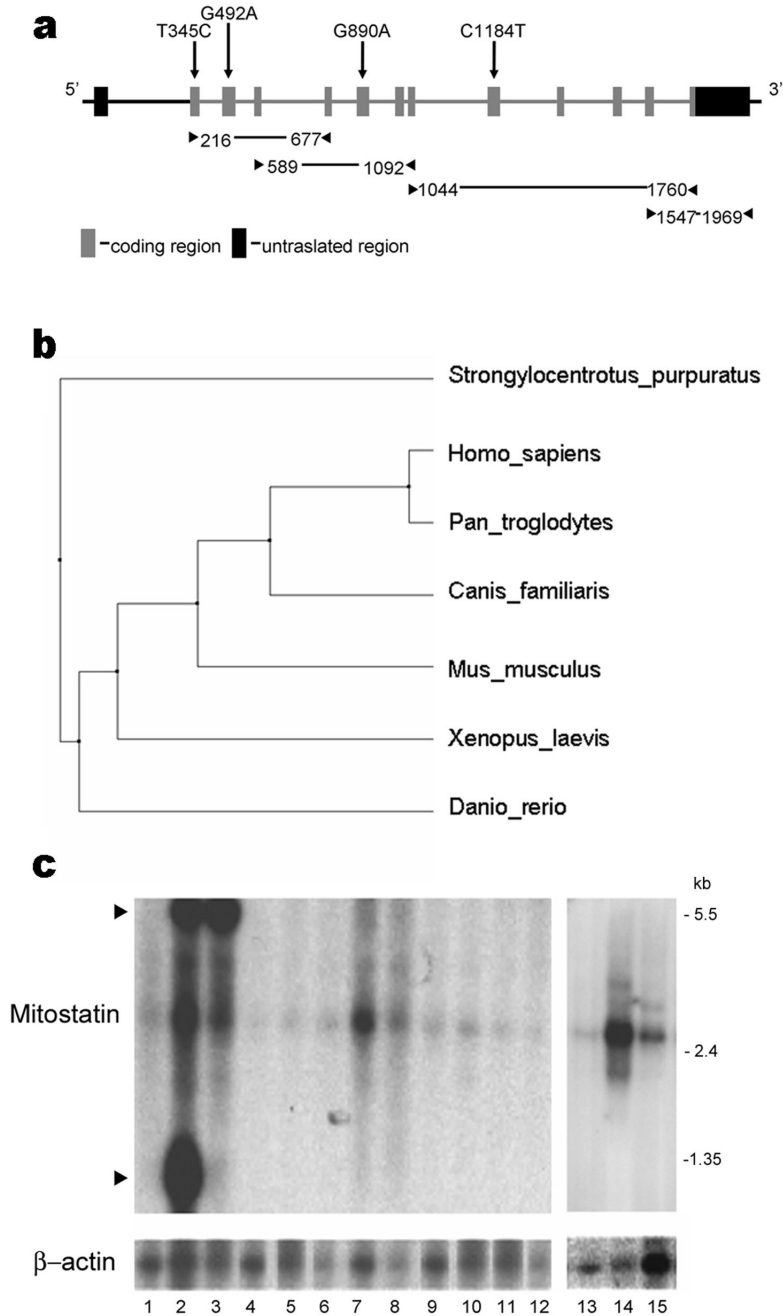 a
G492A
T345C G890A C1184T
5' 3'
216 677
589 1092
1044 1760
1547 1969
-coding region -untraslated region
b
Strongylocentrotus_purpuratus
Homo_sapiens
Pan_troglodytes
Canis_familiaris
Mus_musculus
Xenopus_laevis
Danio_rerio
c
kb
- 5.5
Mitostatin
- 2.4
-1.35
β–actin
1 2 3 4 5 6 7 8 9 10 11 12 13 14 15